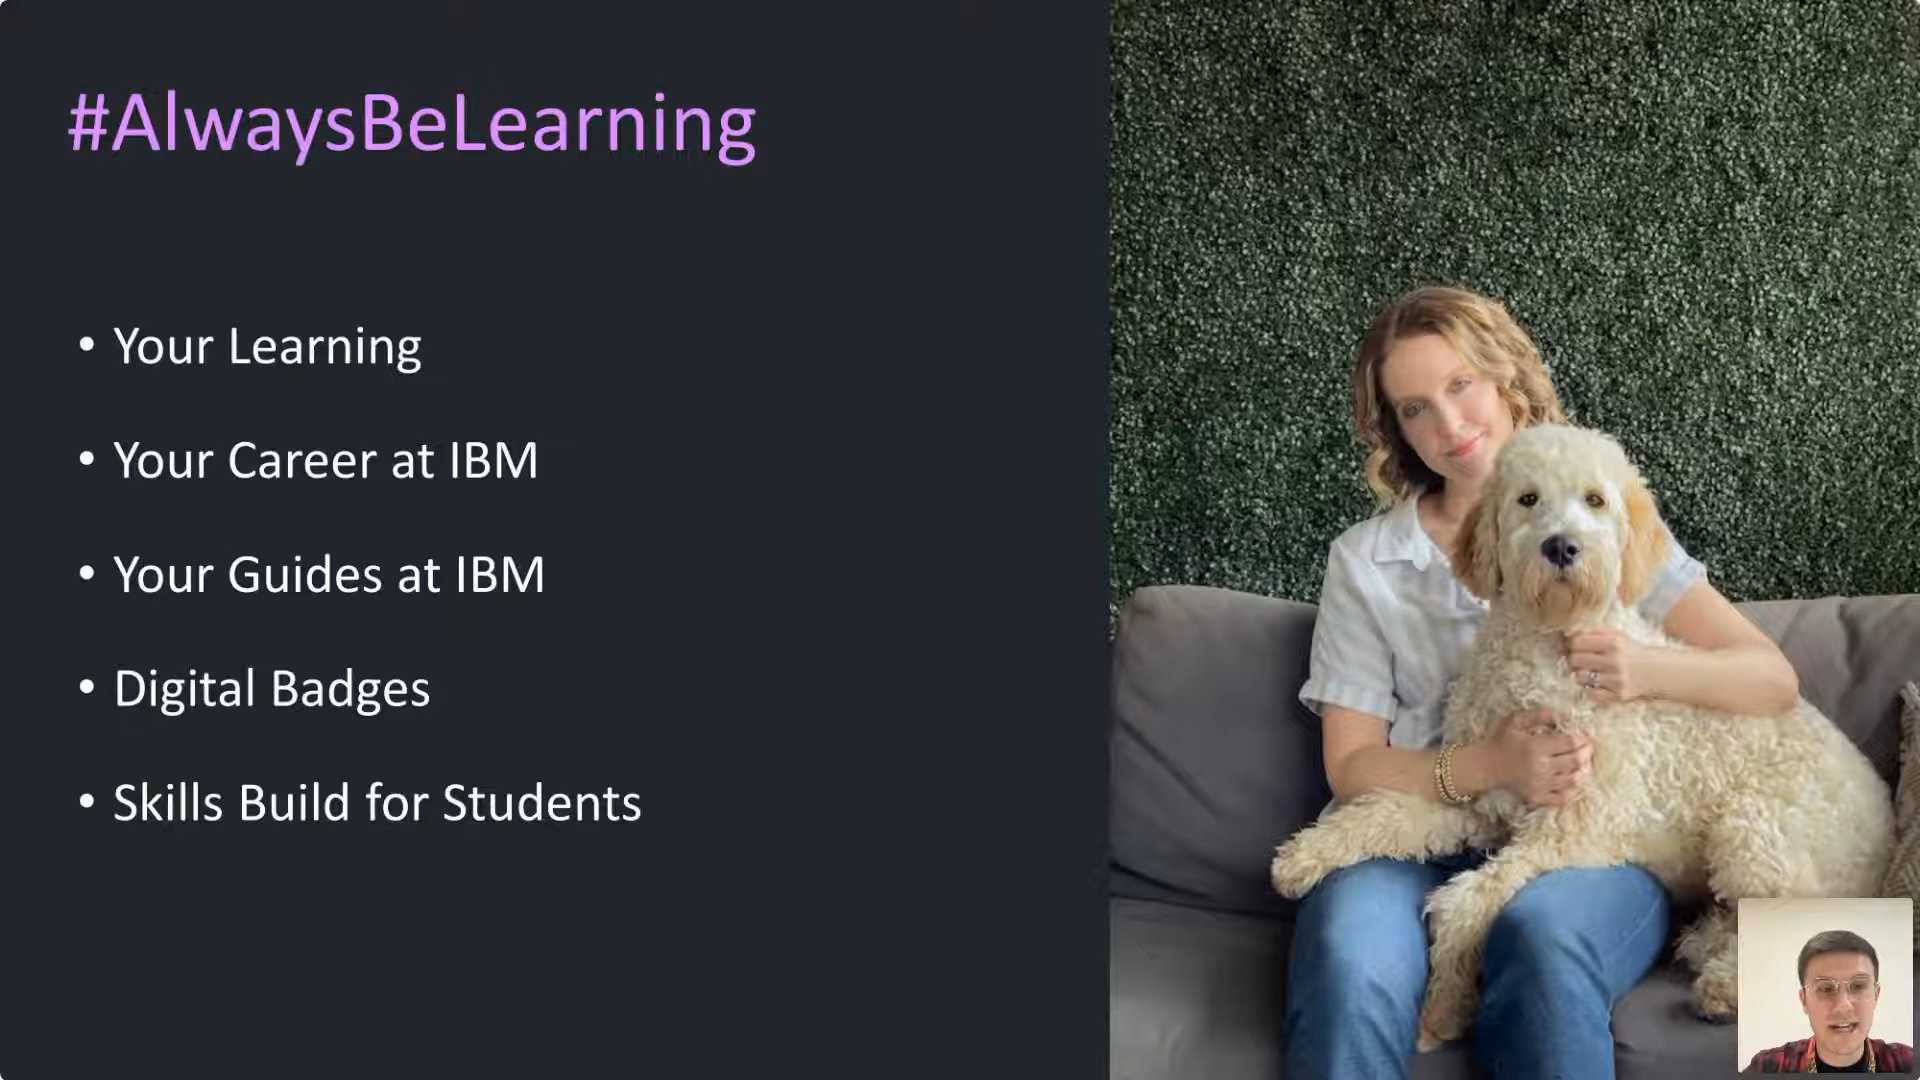 #AlwaysBeLearning
• Your Learning
• Your Career at IBM
• Your Guides at IBM
• Digital Badges
• Skills Build for Students